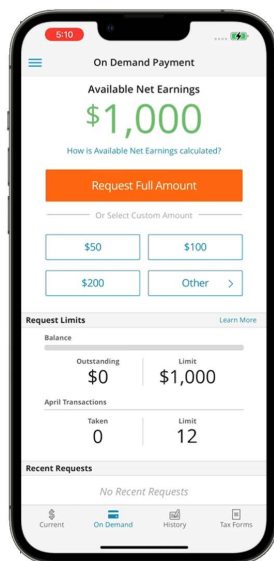 5:10
On Demand Payment
Available Net Earnings
$1,000
How is Available Net Earnings calculated?
Request Full Amount
Or Select Custom Amount
$50 $100
$200 Other >
Request Limits Learn More
Balance
Outstanding Limit
$0 $1,000
April Transactions
Taken Limit
0 12
Recent Requests
No Recent Requests
Current On Demand History Tax Forms